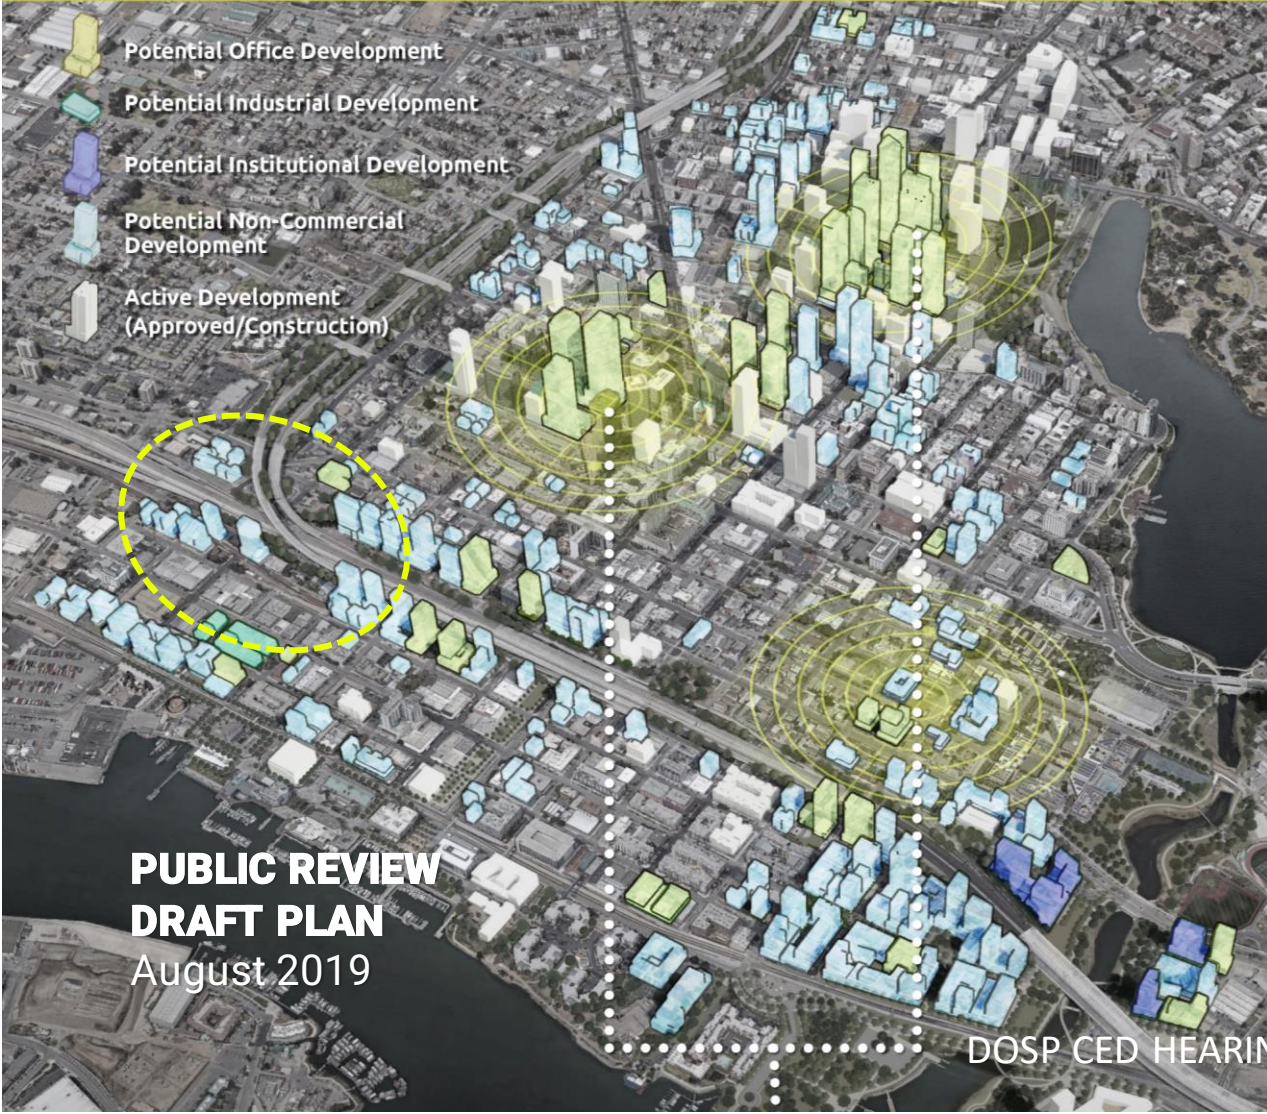 Potential Office Development
Potential Industrial Development
Potential Institutional Development
Potential Non-Commercial
Development
Active Development
(Approved/Construction)
PUBLIC REVIEW
DRAFT PLAN
August 2019
DOSP CED HEARIN